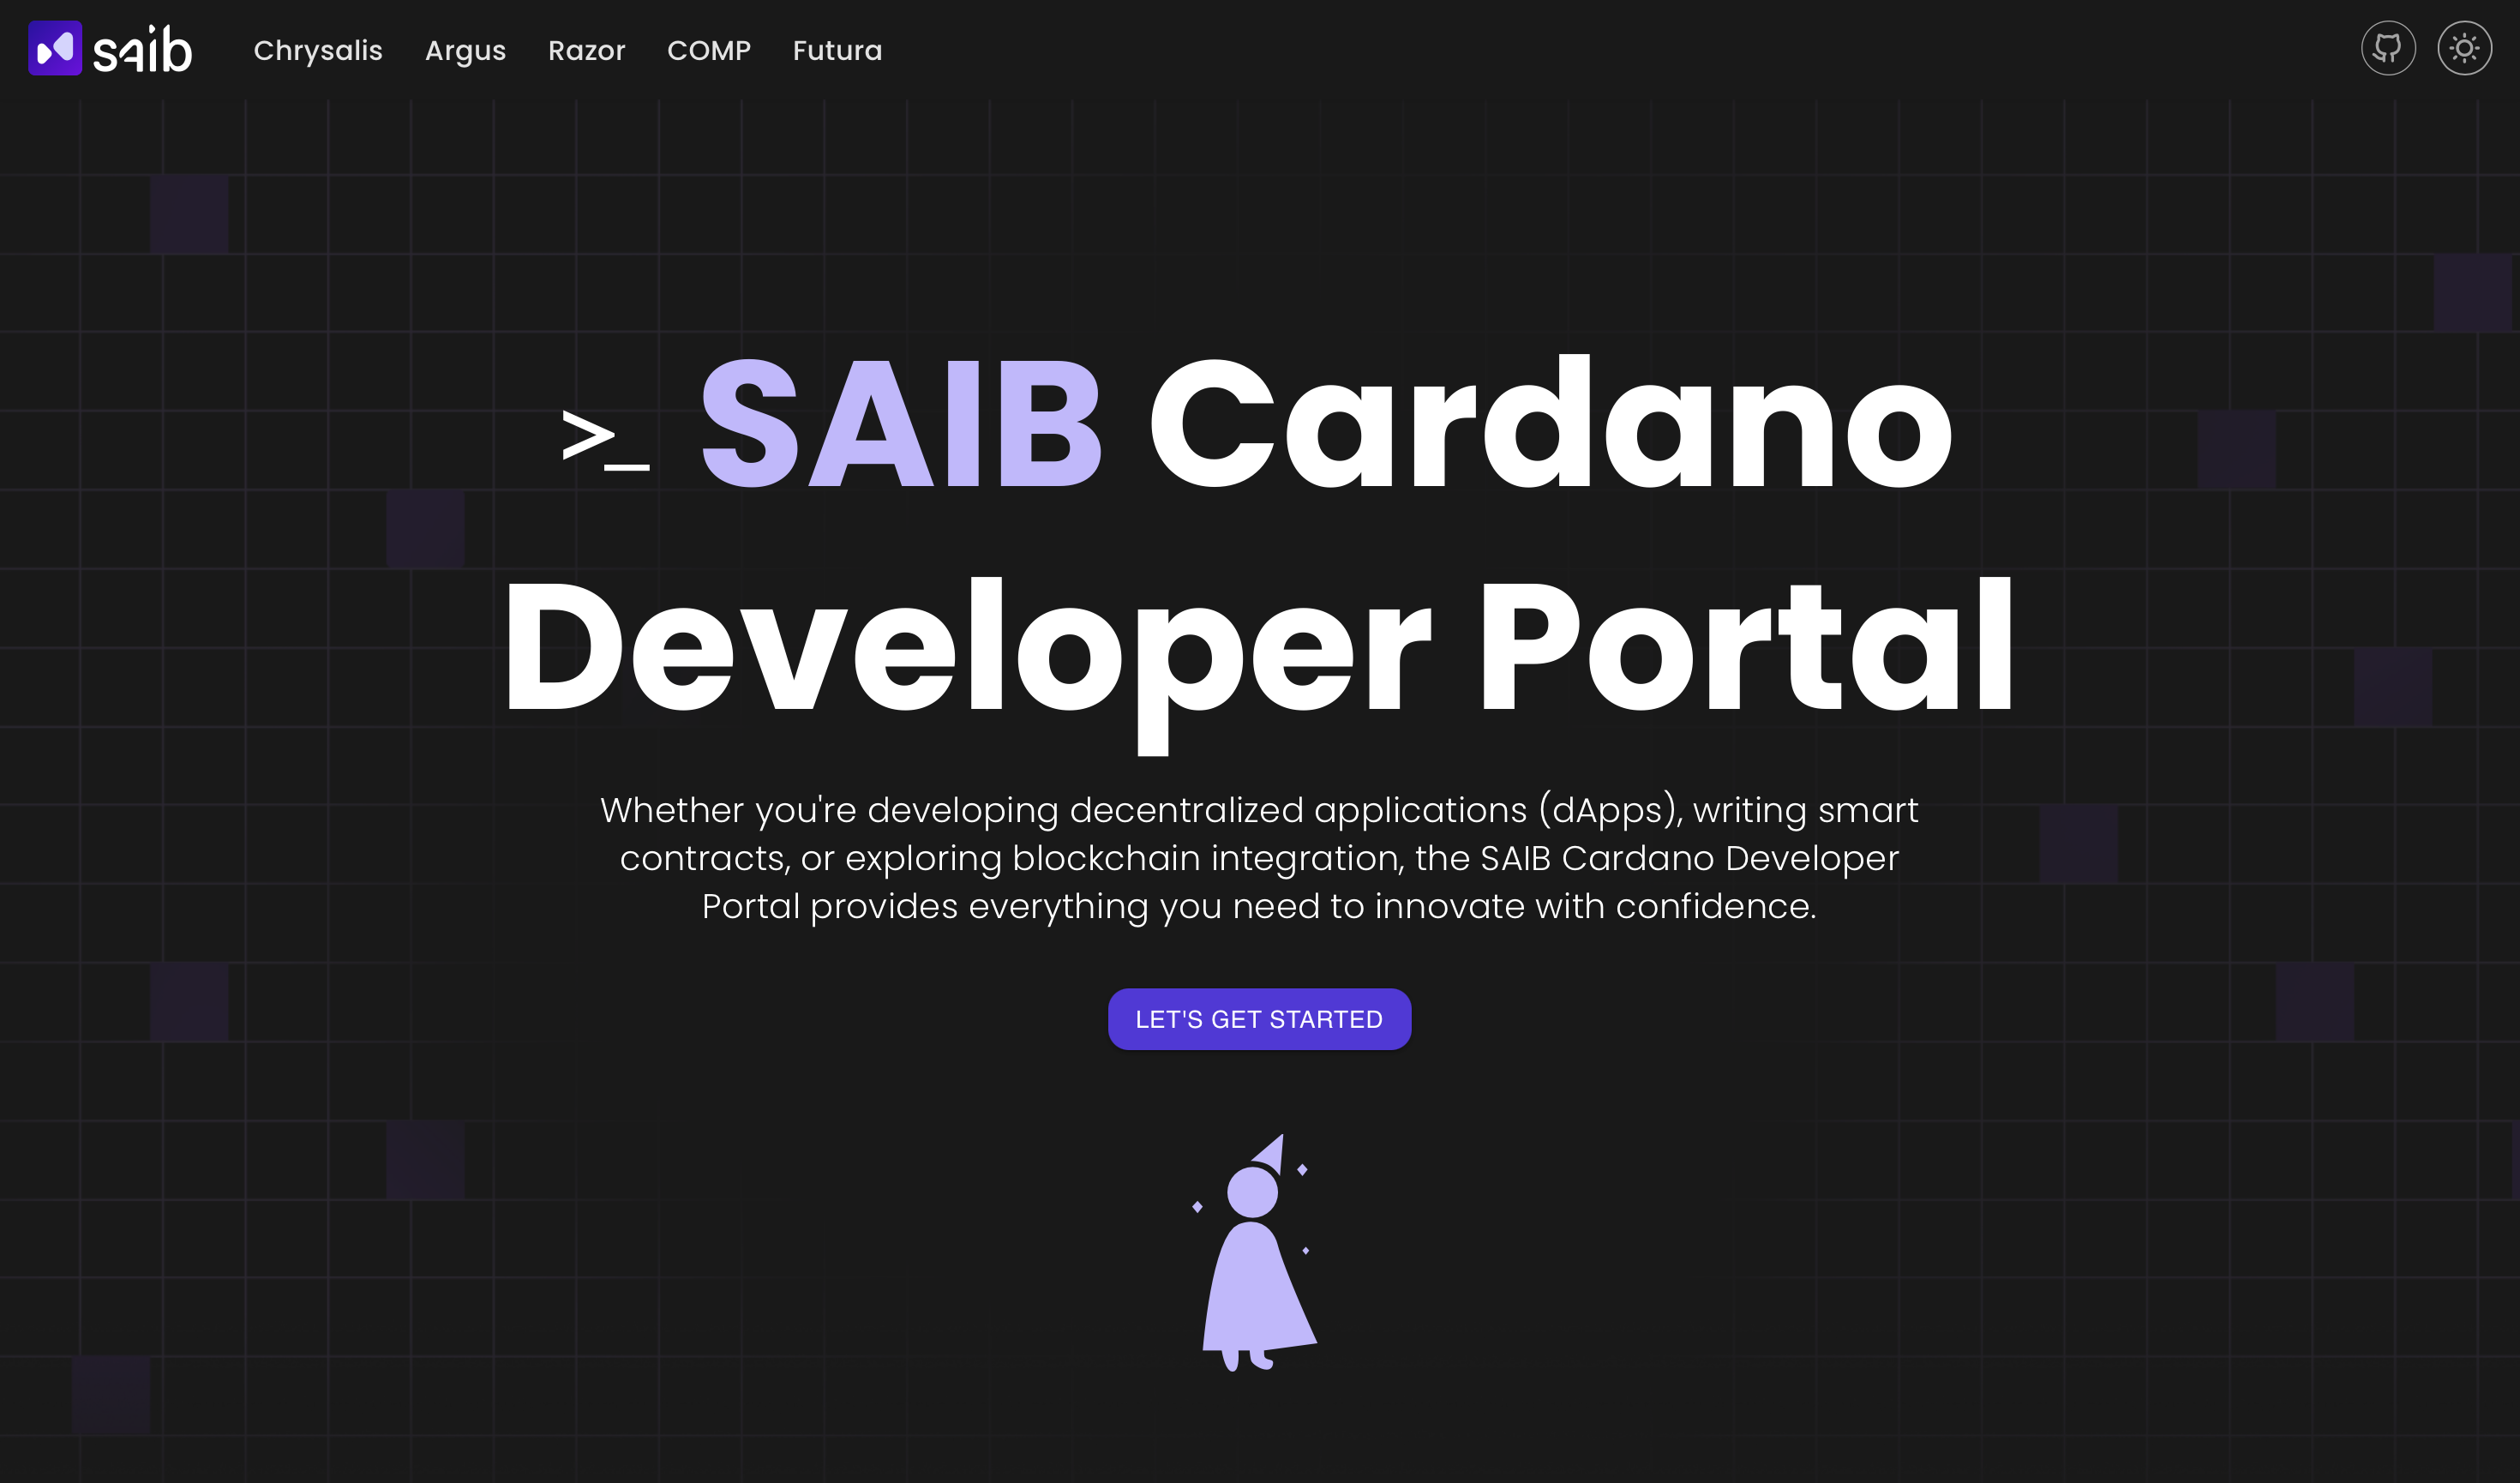 saib
Chrysalis
Argus
Razor
COMP
Futura
>_ SAIB Cardano
Developer Portal
Whether you're developing decentralized applications (dApps), writing smart
contracts, or exploring blockchain integration, the SAIB Cardano Developer
Portal provides everything you need to innovate with confidence.
LET'S GET STARTED